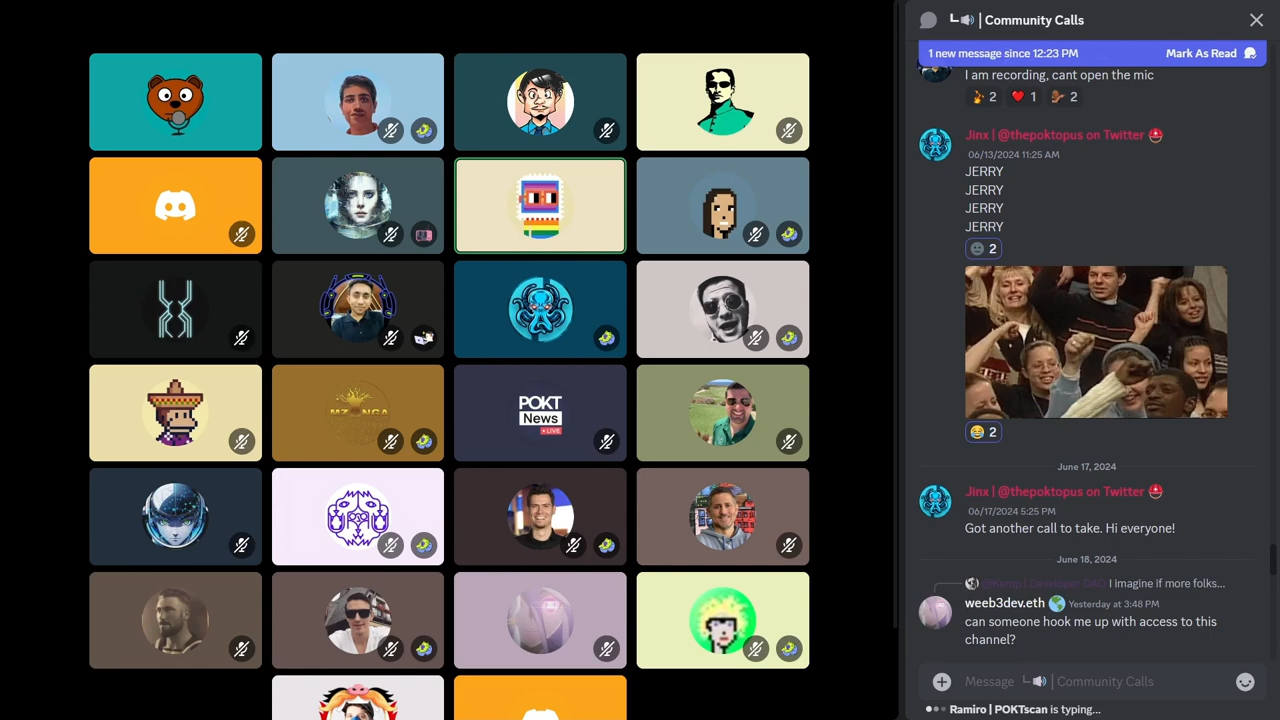 Community Calls
1 new message since 12:23 PM Mark As Read
I am recording, cant open the mic
2 1 2
Jinx | @thepoktopus on Twitter
06/13/2024 11:25 AM
JERRY
JERRY
JERRY
JERRY
2
2
June 17, 2024
Jinx | @thepoktopus on Twitter
06/17/2024 5:25 PM
Got another call to take. Hi everyone!
June 18, 2024
I imagine if more folks...
weeb3dev.eth Yesterday at 3:48 PM
can someone hook me up with access to this
channel?
Message Community Calls
Ramiro | POKTscan is typing...
POKT
News
LIVE